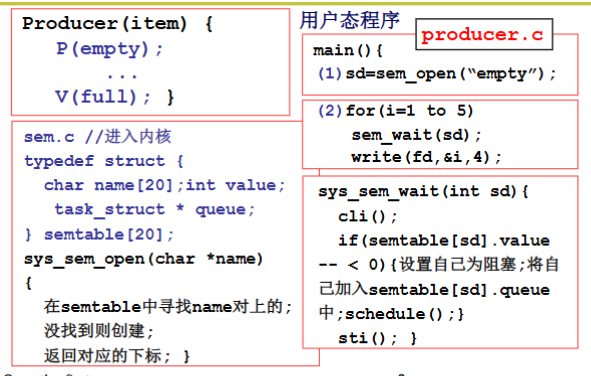 Producer(item) {
P(empty);
...
V(full); }
sem.c //进入内核
typedef struct {
char name[20];int value;
task_struct * queue;
} semtable[20];
sys_sem_open(char *name)
{
在semtable中寻找name对上的;
没找到则创建;
返回对应的下标; }
用户态程序
producer.c
main(){
(1)sd=sem_open(“empty”);
(2)for(i=1 to 5)
sem_wait(sd);
write(fd,&i,4);
sys_sem_wait(int sd){
cli();
if(semtable[sd].value
-- < 0){设置自己为阻塞;将自
己加入semtable[sd].queue
中;schedule();}
sti(); }